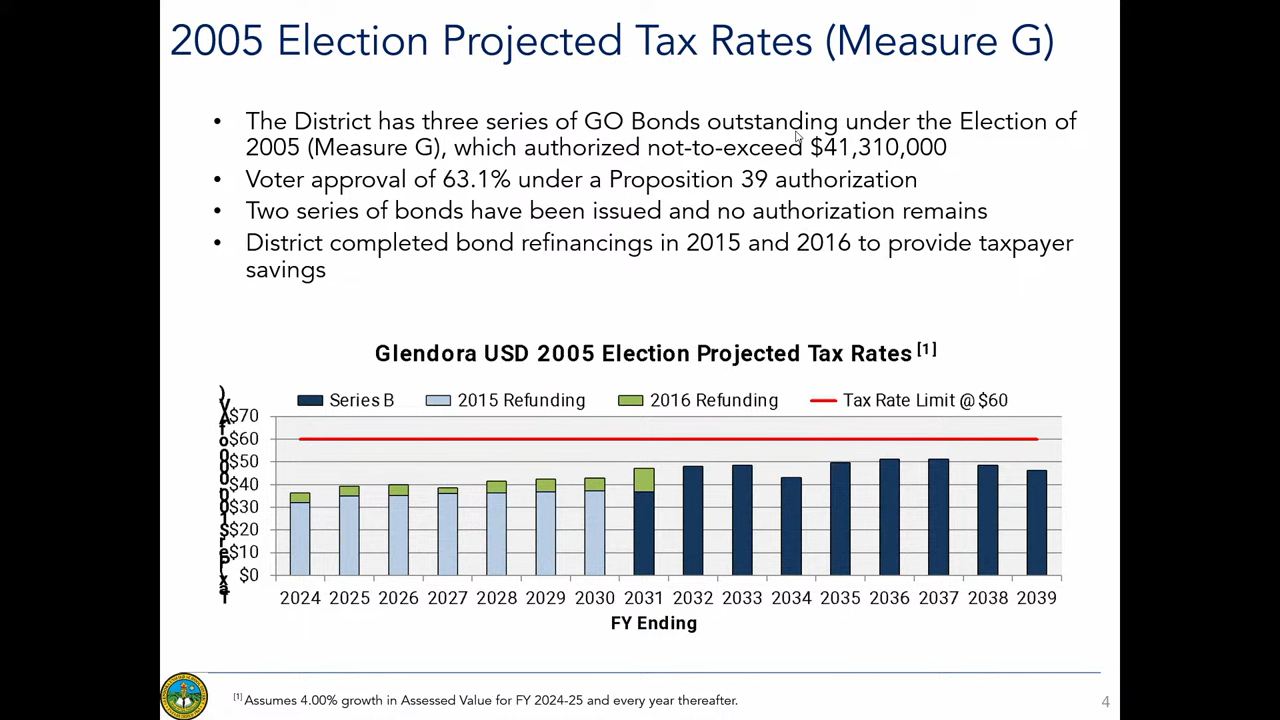 2005 Election Projected Tax Rates (Measure G)
• The District has three series of GO Bonds outstanding under the Election of
2005 (Measure G), which authorized not-to-exceed $41,310,000
• Voter approval of 63.1% under a Proposition 39 authorization
• Two series of bonds have been issued and no authorization remains
• District completed bond refinancings in 2015 and 2016 to provide taxpayer
savings
Glendora USD 2005 Election Projected Tax Rates [1]
Series B 2015 Refunding 2016 Refunding Tax Rate Limit @ $60
$70
$60
$50
$40
$30
$20
$10
$0
2024 2025 2026 2027 2028 2029 2030 2031 2032 2033 2034 2035 2036 2037 2038 2039
FY Ending
[1] Assumes 4.00% growth in Assessed Value for FY 2024-25 and every year thereafter.
4